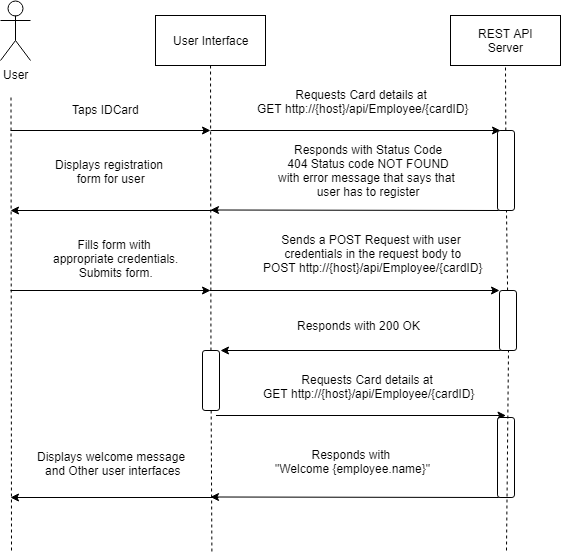 User
User Interface
REST API
Server
Taps IDCard
Requests Card details at
GET http://{host}/api/Employee/{cardID}
Displays registration
form for user
Responds with Status Code
404 Status code NOT FOUND
with error message that says that
user has to register
Fills form with
appropriate credentials.
Submits form.
Sends a POST Request with user
credentials in the request body to
POST http://{host}/api/Employee/{cardID}
Responds with 200 OK
Requests Card details at
GET http://{host}/api/Employee/{cardID}
Displays welcome message
and Other user interfaces
Responds with
"Welcome {employee.name}"